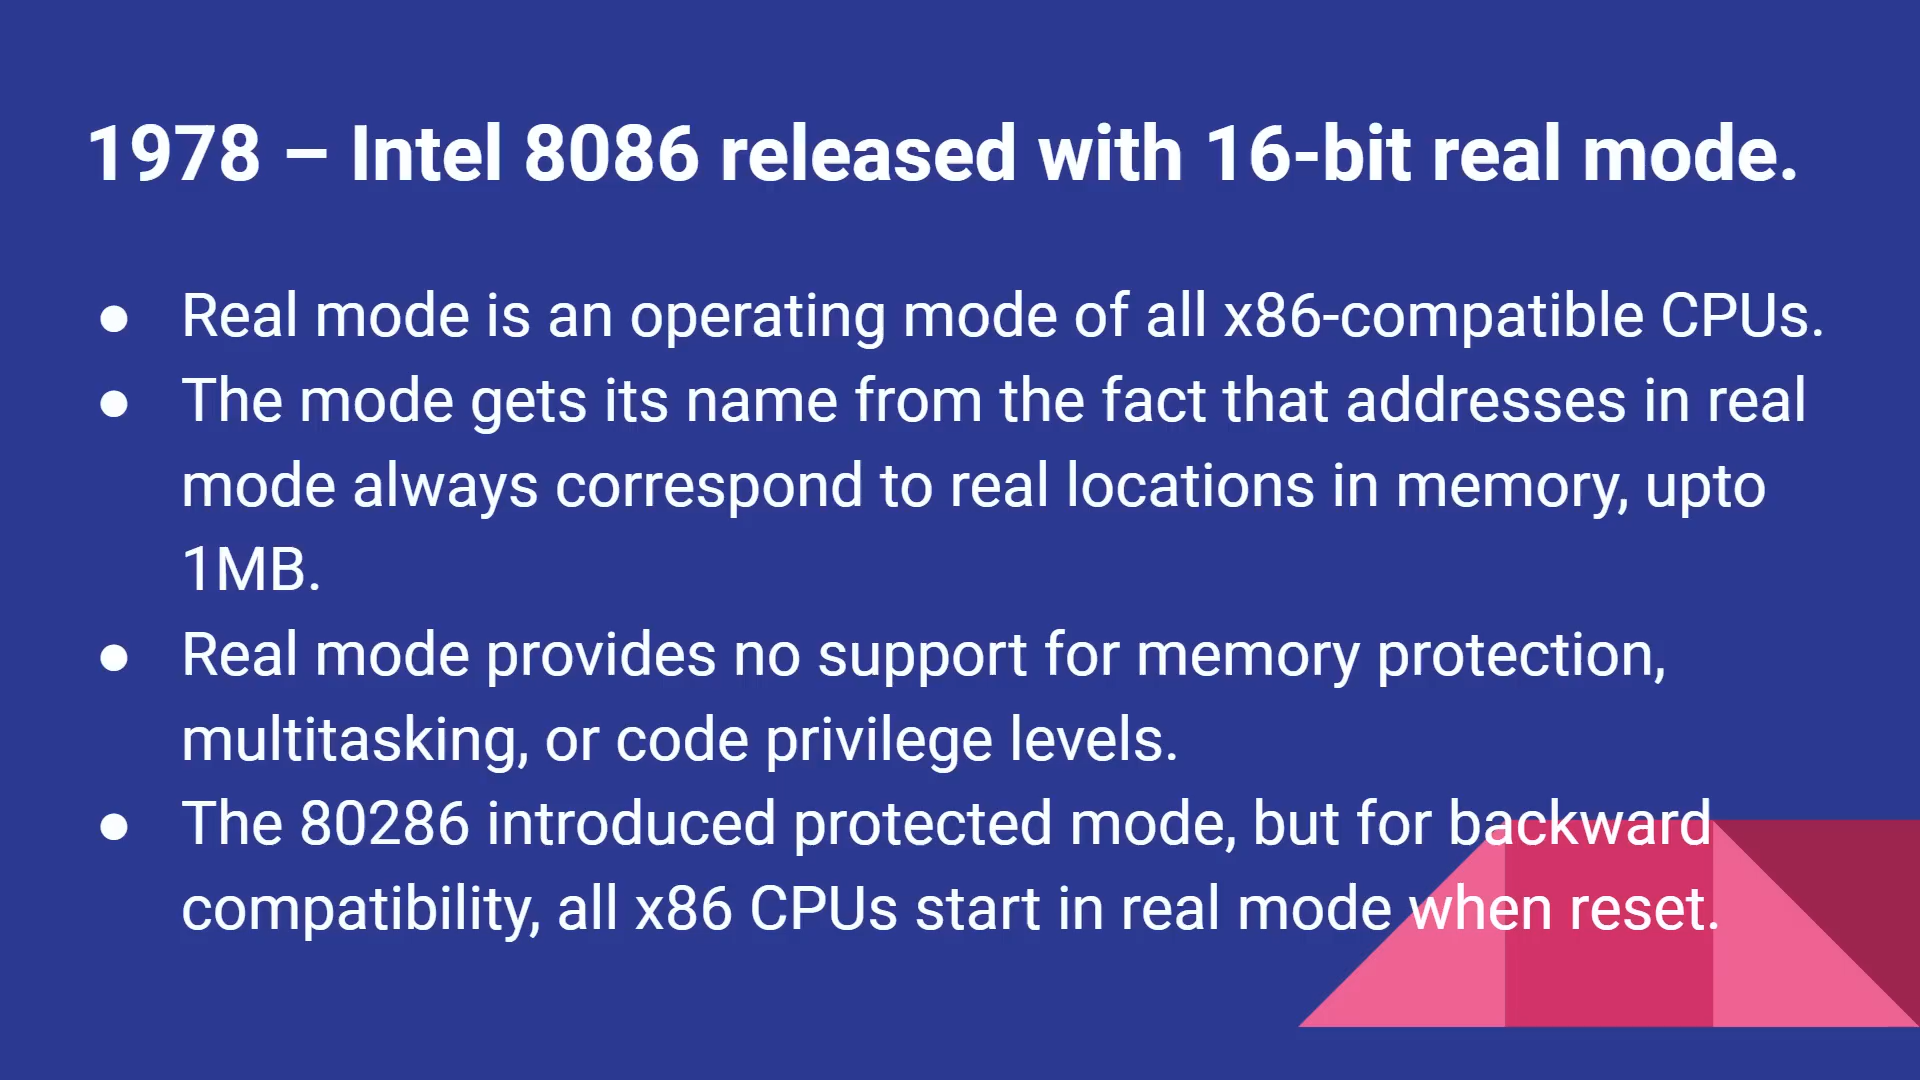 1978 – Intel 8086 released with 16-bit real mode.
● Real mode is an operating mode of all x86-compatible CPUs.
● The mode gets its name from the fact that addresses in real
mode always correspond to real locations in memory, upto
1MB.
● Real mode provides no support for memory protection,
multitasking, or code privilege levels.
● The 80286 introduced protected mode, but for backward
compatibility, all x86 CPUs start in real mode when reset.